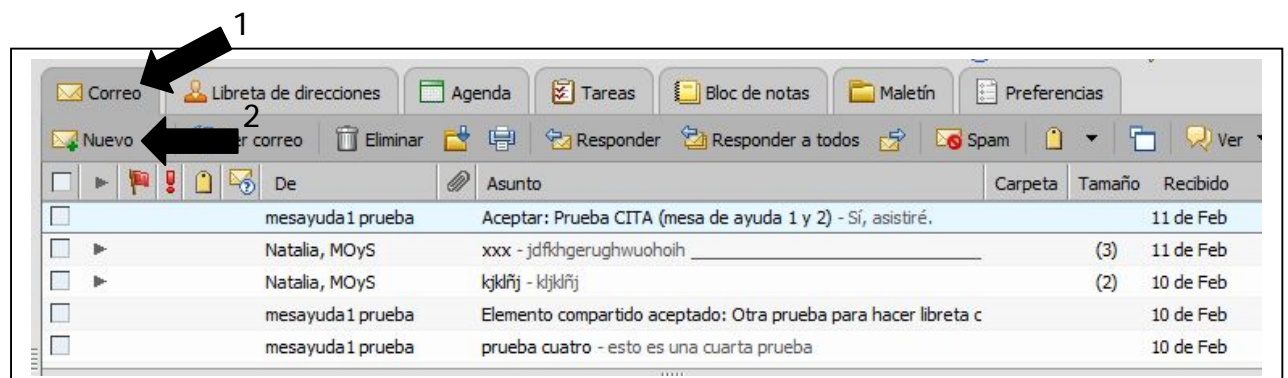 1
Correo Libreta de direcciones Agenda Tareas Bloc de notas Maletín Preferencias
2
Nuevo er correo Eliminar Responder Responder a todos Spam Ver
De Asunto Carpeta Tamaño Recibido
mesayuda1 prueba Aceptar: Prueba CITA (mesa de ayuda 1 y 2) - Sí, asistiré. 11 de Feb
Natalia, MOyS xxx - jdfkhgerughwuohoih ______________________________ (3) 11 de Feb
Natalia, MOyS kjklñj - kljklñj (2) 10 de Feb
mesayuda1 prueba Elemento compartido aceptado: Otra prueba para hacer libreta c 10 de Feb
mesayuda1 prueba prueba cuatro - esto es una cuarta prueba 10 de Feb